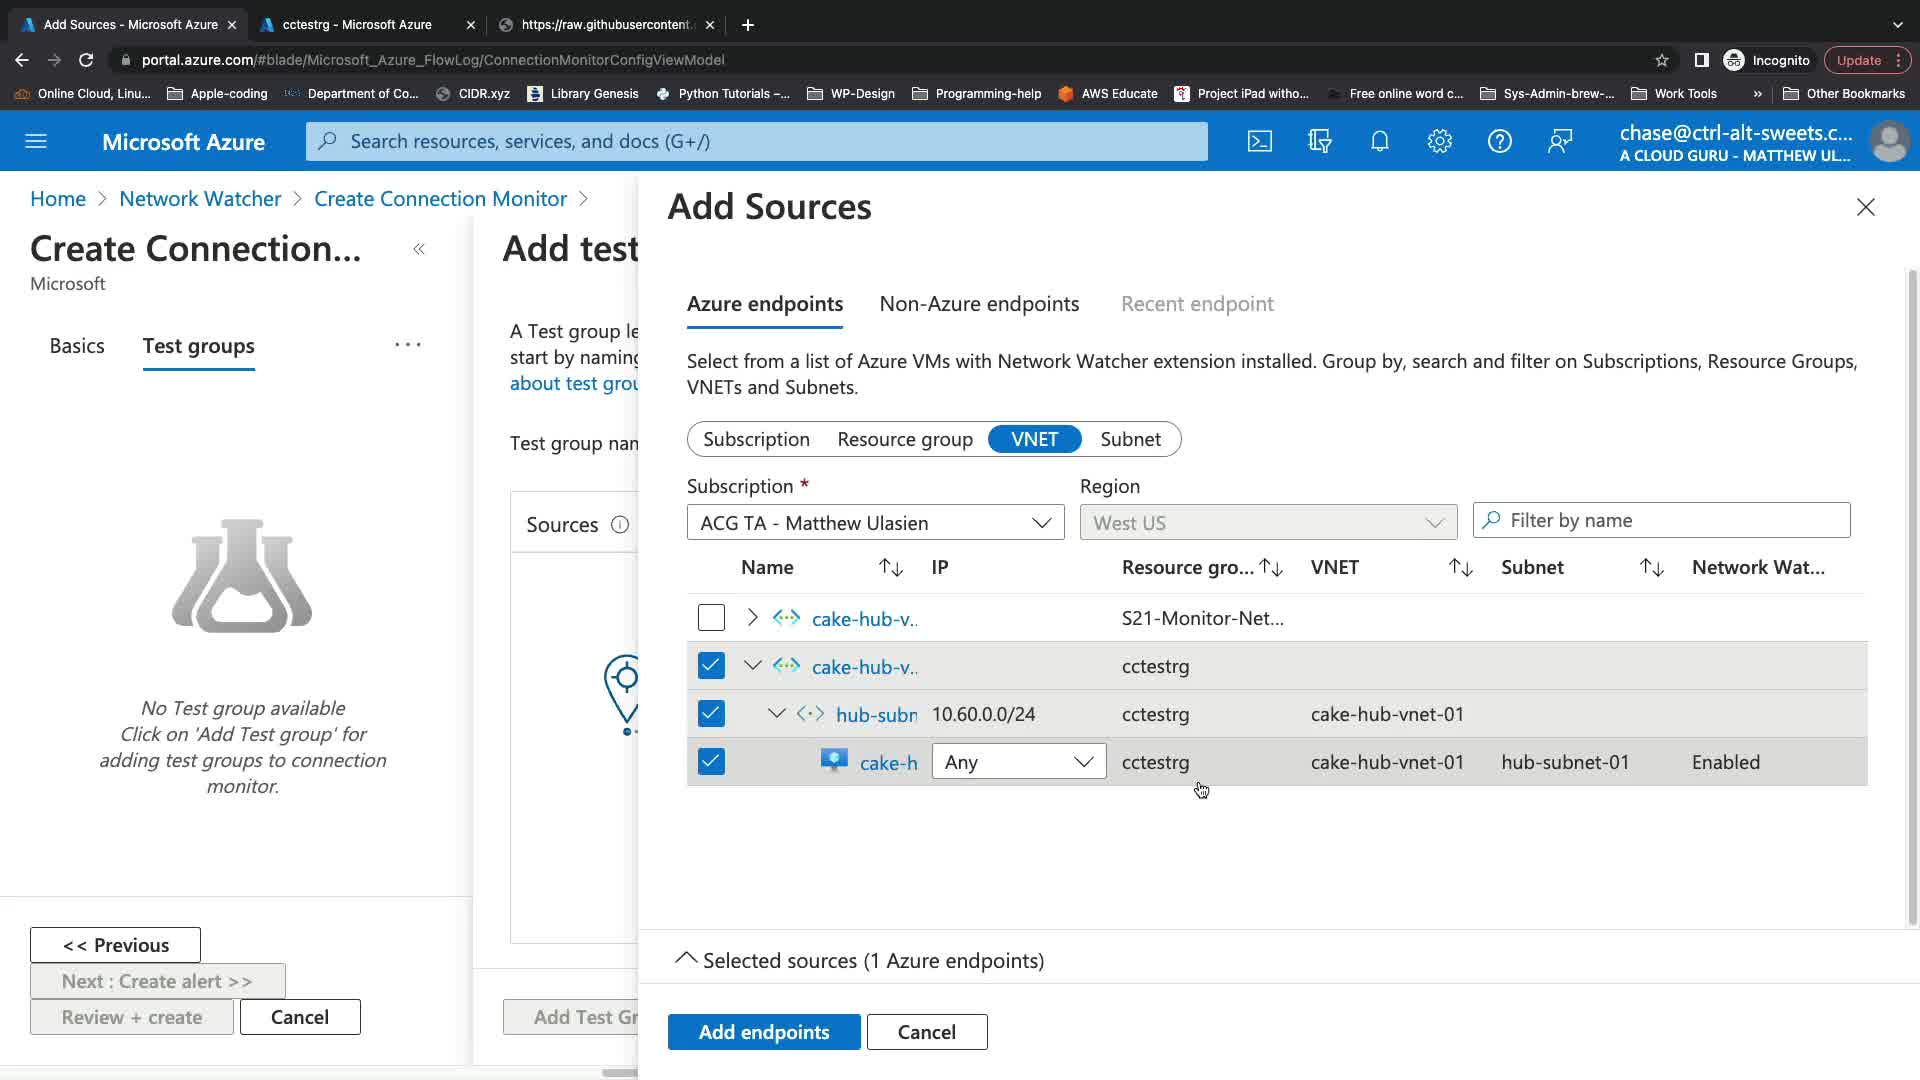 Add Sources - Microsoft Azure
cctestrg - Microsoft Azure
https://raw.githubusercontent.
portal.azure.com/#blade/Microsoft_Azure_FlowLog/ConnectionMonitorConfigViewModel
Incognito
Update
Online Cloud, Linu...
Apple-coding
Department of Co...
CIDR.xyz
Library Genesis
Python Tutorials –...
WP-Design
Programming-help
AWS Educate
Project iPad witho...
Free online word c...
Sys-Admin-brew-...
Work Tools
»
Other Bookmarks
Microsoft Azure
Search resources, services, and docs (G+/)
chase@ctrl-alt-sweets.c...
A CLOUD GURU - MATTHEW UL...
Home > Network Watcher > Create Connection Monitor >
Create Connection...
«
Microsoft
Basics
Test groups
...
No Test group available
Click on 'Add Test group' for
adding test groups to connection
monitor.
<< Previous
Next : Create alert >>
Review + create
Cancel
Add test
A Test group le
start by naming
about test grou
Test group nam
Sources
Add Test Gr
Add Sources
Azure endpoints
Non-Azure endpoints
Recent endpoint
Select from a list of Azure VMs with Network Watcher extension installed. Group by, search and filter on Subscriptions, Resource Groups,
VNETs and Subnets.
Subscription
Resource group
VNET
Subnet
Subscription *
Region
ACG TA - Matthew Ulasien
West US
Filter by name
Name
IP
Resource gro...
VNET
Subnet
Network Wat...
cake-hub-v..
S21-Monitor-Net...
cake-hub-v..
cctestrg
hub-subn
10.60.0.0/24
cctestrg
cake-hub-vnet-01
cake-h
Any
cctestrg
cake-hub-vnet-01
hub-subnet-01
Enabled
Selected sources (1 Azure endpoints)
Add endpoints
Cancel